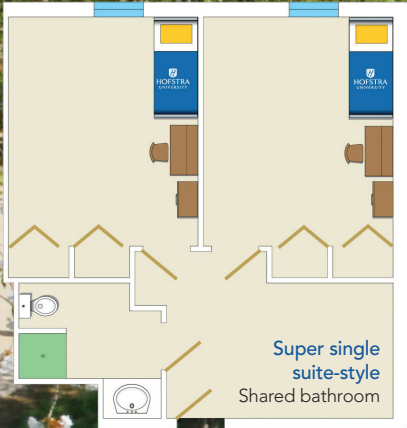 HOFSTRA
UNIVERSITY
HOFSTRA
UNIVERSITY
Super single
suite-style
Shared bathroom